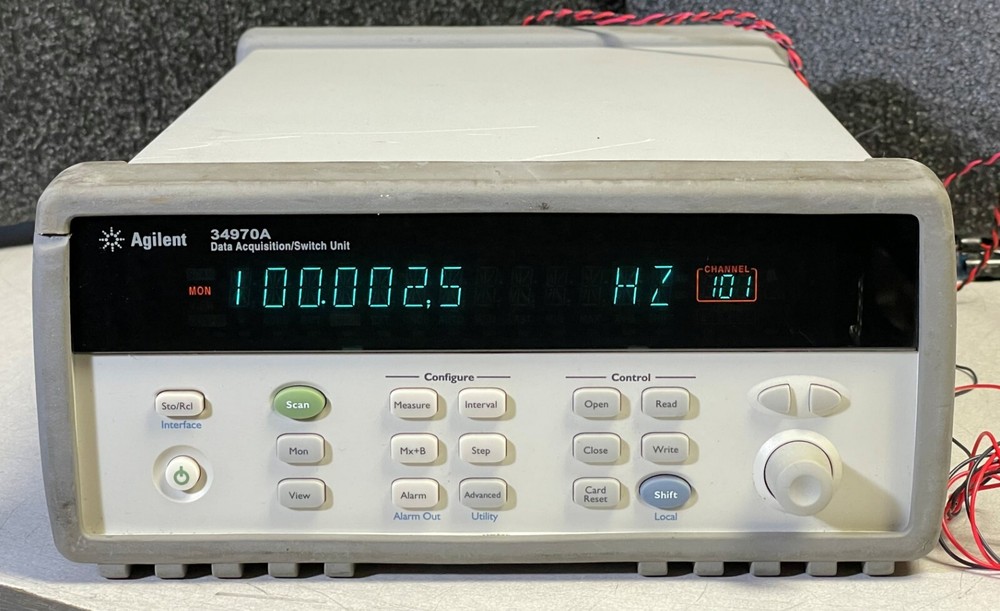 Agilent
34970A
Data Acquisition/Switch Unit
MON
100.002,5 HZ
CHANNEL
101
Configure
Control
Sto/Rcl
Interface
Scan
Measure
Interval
Open
Read
Mon
Mx+B
Step
Close
Write
View
Alarm
Alarm Out
Advanced
Utility
Card
Reset
Shift
Local